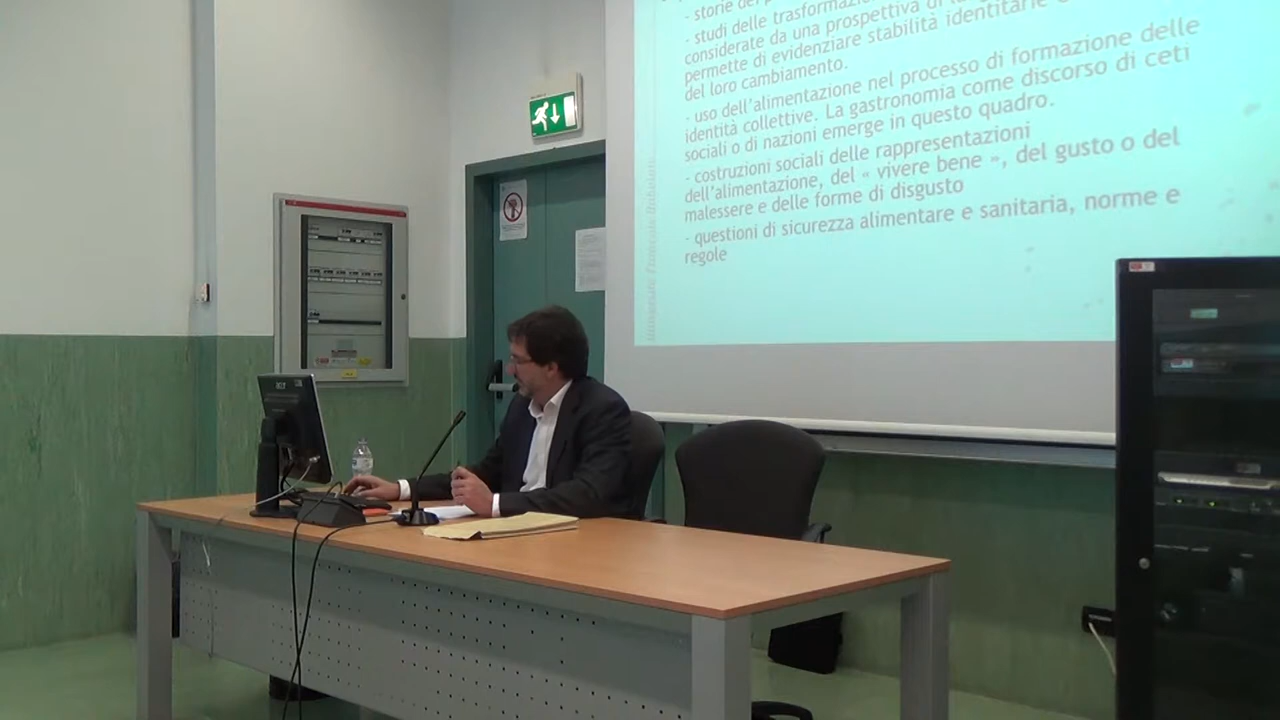 - storie dei
- studi delle
considerate da una prospettiva di
permette di evidenziare stabilità identitarie
del loro cambiamento.
- uso dell'alimentazione nel processo di formazione delle
identità collettive. La gastronomia come discorso di ceti
sociali o di nazioni emerge in questo quadro.
- costruzioni sociali delle rappresentazioni
dell'alimentazione, del « vivere bene », del gusto o del
malessere e delle forme di disgusto
- questioni di sicurezza alimentare e sanitaria, norme e
regole